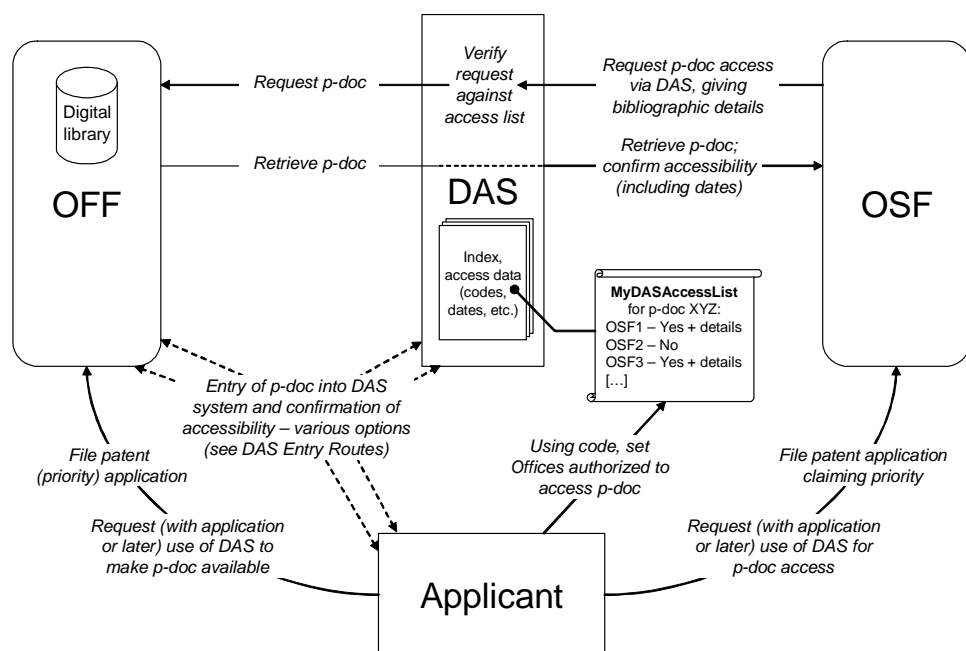 Digital
library
OFF
Request p-doc
Retrieve p-doc
Verify
request
against
access list
DAS
Index,
access data
(codes,
dates, etc.)
Request p-doc access
via DAS, giving
bibliographic details
Retrieve p-doc;
confirm accessibility
(including dates)
OSF
MyDASAccessList
for p-doc XYZ:
OSF1 – Yes + details
OSF2 – No
OSF3 – Yes + details
[…]
Entry of p-doc into DAS
system and confirmation of
accessibility – various options
(see DAS Entry Routes)
File patent
(priority) application
Request (with application
or later) use of DAS to
make p-doc available
Using code, set
Offices authorized to
access p-doc
File patent application
claiming priority
Request (with application
or later) use of DAS for
p-doc access
Applicant